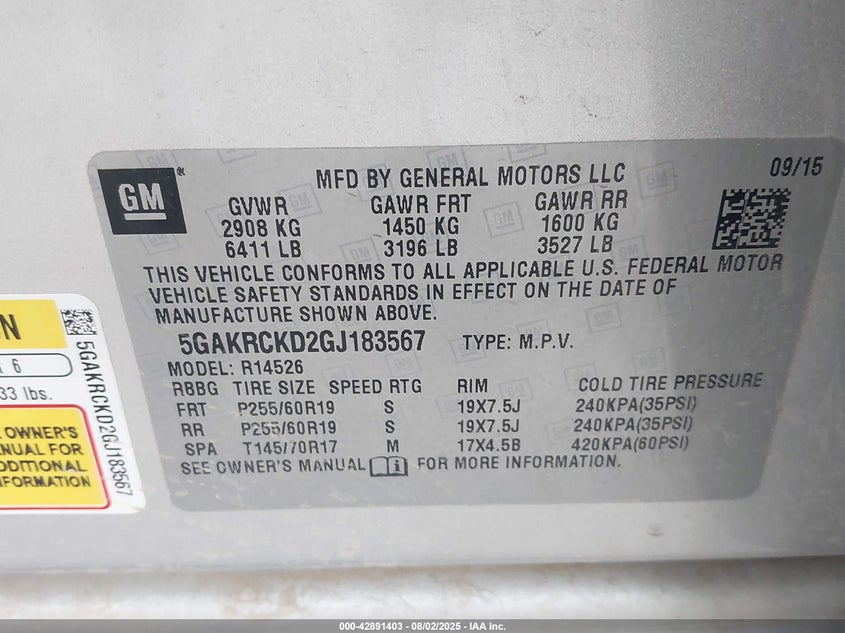 GM
MFD BY GENERAL MOTORS LLC
09/15
GVWR GAWR FRT GAWR RR
2908 KG 1450 KG 1600 KG
6411 LB 3196 LB 3527 LB
THIS VEHICLE CONFORMS TO ALL APPLICABLE U.S. FEDERAL MOTOR
VEHICLE SAFETY STANDARDS IN EFFECT ON THE DATE OF
MANUFACTURE SHOWN ABOVE.
5GAKRCKD2GJ183567 TYPE: M.P.V.
MODEL: R14526
RBBG TIRE SIZE SPEED RTG RIM COLD TIRE PRESSURE
FRT P255/60R19 S 19X7.5J 240KPA(35PSI)
RR P255/60R19 S 19X7.5J 240KPA(35PSI)
SPA T145/70R17 M 17X4.5B 420KPA(60PSI)
SEE OWNER'S MANUAL FOR MORE INFORMATION.
6
33 lbs.
OWNER'S
FOR
5GAKRCKD2GJ183567
000-42891403 - 08/02/2025 - IAA Inc.